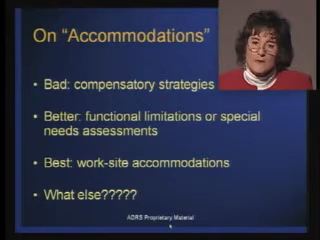 On "Accommodations"
• Bad: compensatory strategies
• Better: functional limitations or special
needs assessments
• Best: work-site accommodations
• What else?????
ADRS Proprietary Material